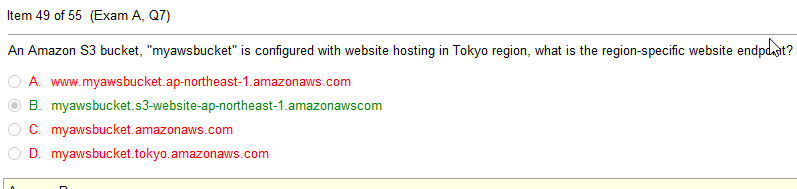 Item 49 of 55 (Exam A, Q7)
An Amazon S3 bucket, "myawsbucket" is configured with website hosting in Tokyo region, what is the region-specific website endpoint?
A. www.myawsbucket.ap-northeast-1.amazonaws.com
B. myawsbucket.s3-website-ap-northeast-1.amazonawscom
C. myawsbucket.amazonaws.com
D. myawsbucket.tokyo.amazonaws.com